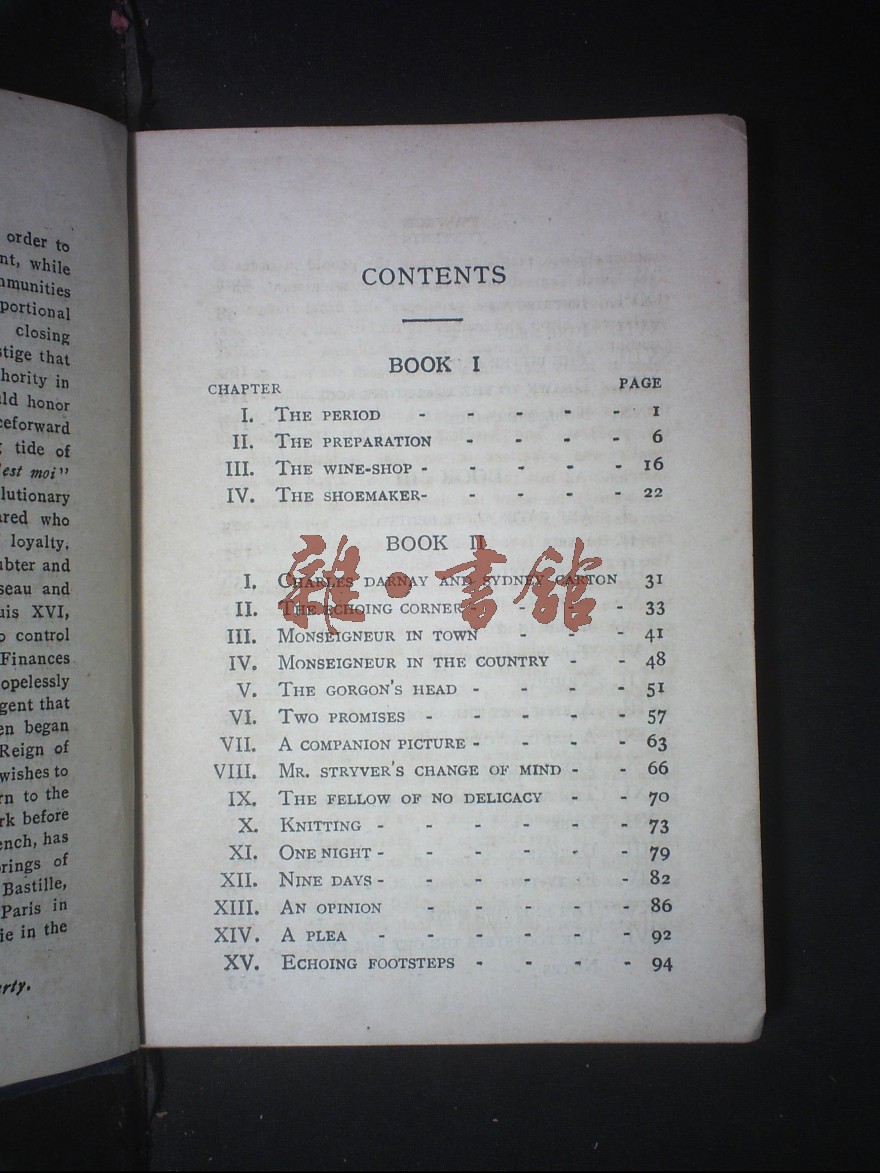 order to
nt, while
mmunities
portional
closing
stige that
hority in
ld honor
ceforward
tide of
'est moi"
lutionary
ared who
loyalty,
ubter and
seau and
uis XVI,
o control
Finances
opelessly
gent that
en began
Reign of
wishes to
rn to the
rk before
ench, has
orings of
Bastille,
Paris in
ie in the
erty.
CONTENTS
BOOK I
CHAPTER PAGE
I. THE PERIOD - - - - - 1
II. THE PREPARATION - - - - 6
III. THE WINE-SHOP - - - - - 16
IV. THE SHOEMAKER- - - - - 22
BOOK II
雜·書館
I. CHARLES DARNAY AND SYDNEY CARTON 31
II. THE ECHOING CORNER - - - - 33
III. MONSEIGNEUR IN TOWN - - - 41
IV. MONSEIGNEUR IN THE COUNTRY - - 48
V. THE GORGON'S HEAD - - - - 51
VI. TWO PROMISES - - - - - 57
VII. A COMPANION PICTURE - - - - 63
VIII. MR. STRYVER'S CHANGE OF MIND - - 66
IX. THE FELLOW OF NO DELICACY - - 70
X. KNITTING - - - - - - 73
XI. ONE NIGHT - - - - - - 79
XII. NINE DAYS - - - - - - 82
XIII. AN OPINION - - - - - 86
XIV. A PLEA - - - - - - 92
XV. ECHOING FOOTSTEPS - - - - 94